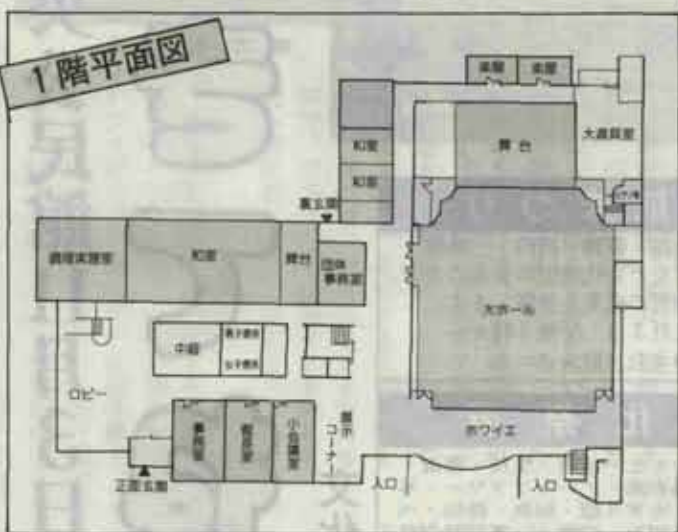 1階平面図
楽屋
楽屋
舞台
大道具室
和室
和室
裏玄関
調理実習室
和室
舞台
団体
事務室
大ホール
中庭
男子便所
女子便所
ロビー
展示
コーナー
ホワイエ
事務室
館長室
小会議室
正面玄関
入口
入口